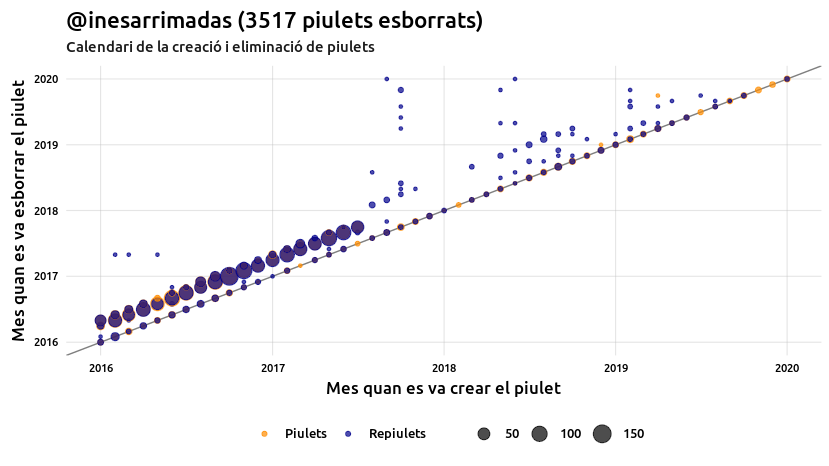 @inesarrimadas (3517 piulets esborrats)
Calendari de la creació i eliminació de piulets
Mes quan es va esborrar el piulet
2020
2019
2018
2017
2016
2016 2017 2018 2019 2020
Mes quan es va crear el piulet
Piulets Repiulets 50 100 150